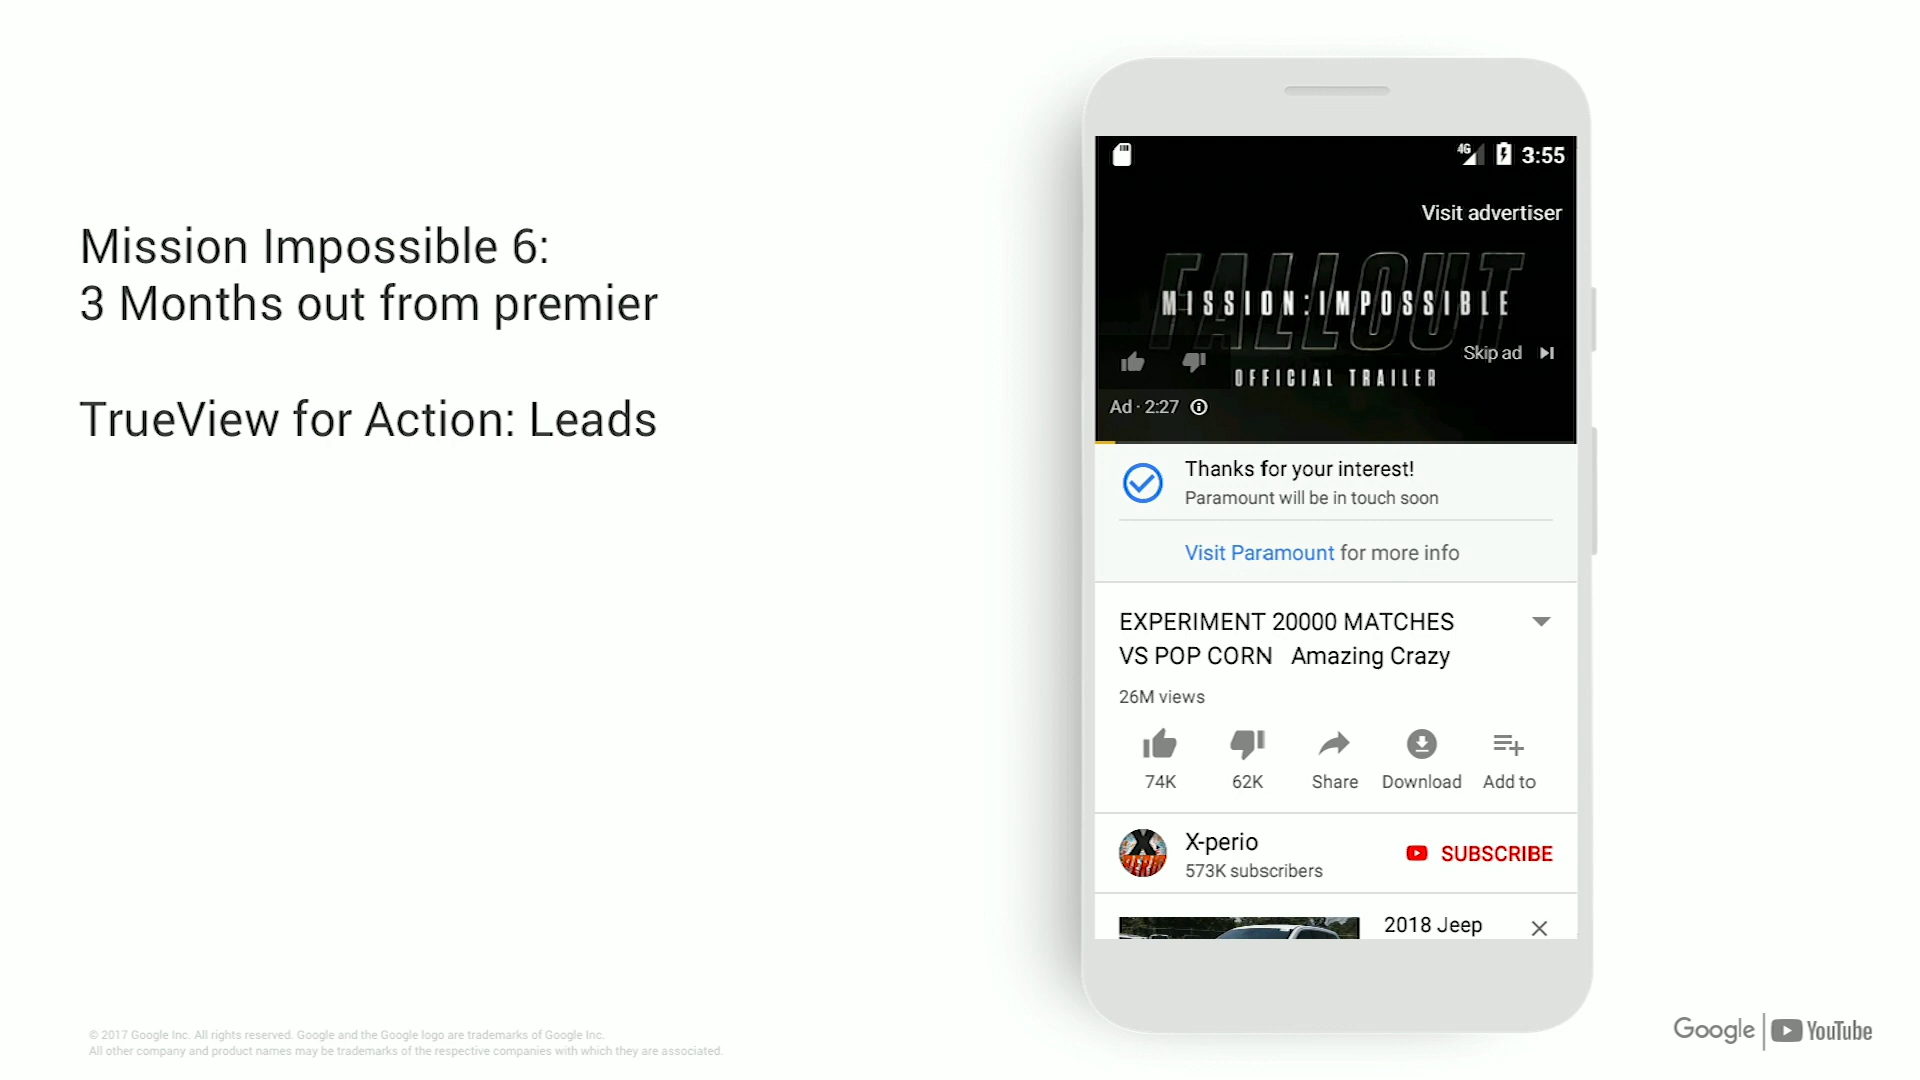 Mission Impossible 6:
3 Months out from premier
TrueView for Action: Leads
4G 3:55
Visit advertiser
FALLOUT
MISSION:IMPOSSIBLE
Skip ad
OFFICIAL TRAILER
Ad · 2:27
Thanks for your interest!
Paramount will be in touch soon
Visit Paramount for more info
EXPERIMENT 20000 MATCHES
VS POP CORN Amazing Crazy
26M views
74K 62K Share Download Add to
X-perio
573K subscribers
SUBSCRIBE
2018 Jeep
© 2017 Google Inc. All rights reserved. Google and the Google logo are trademarks of Google Inc.
All other company and product names may be trademarks of the respective companies with which they are associated.
Google YouTube